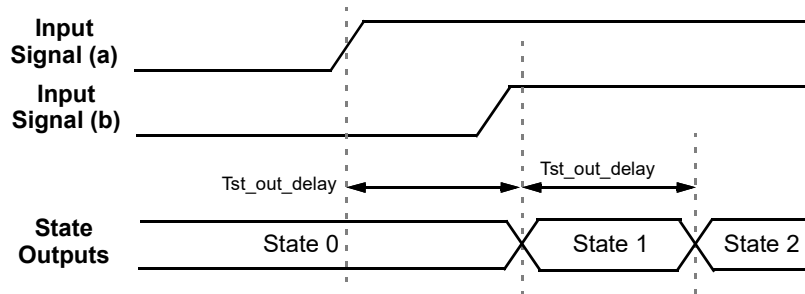 Input
Signal (a)
Input
Signal (b)
Tst_out_delay
Tst_out_delay
State
Outputs
State 0
State 1
State 2